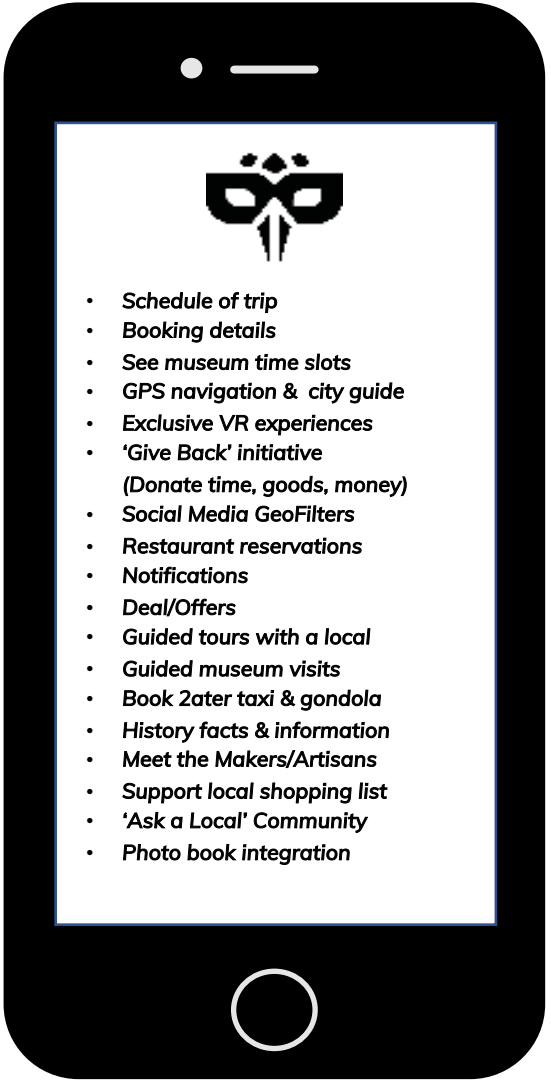 • Schedule of trip
• Booking details
• See museum time slots
• GPS navigation &  city guide
• Exclusive VR experiences
• ‘Give Back’ initiative
(Donate time, goods, money)
• Social Media GeoFilters
• Restaurant reservations
• Notifications
• Deal/Offers
• Guided tours with a local
• Guided museum visits
• Book 2ater taxi & gondola
• History facts & information
• Meet the Makers/Artisans
• Support local shopping list
• ‘Ask a Local’ Community
• Photo book integration